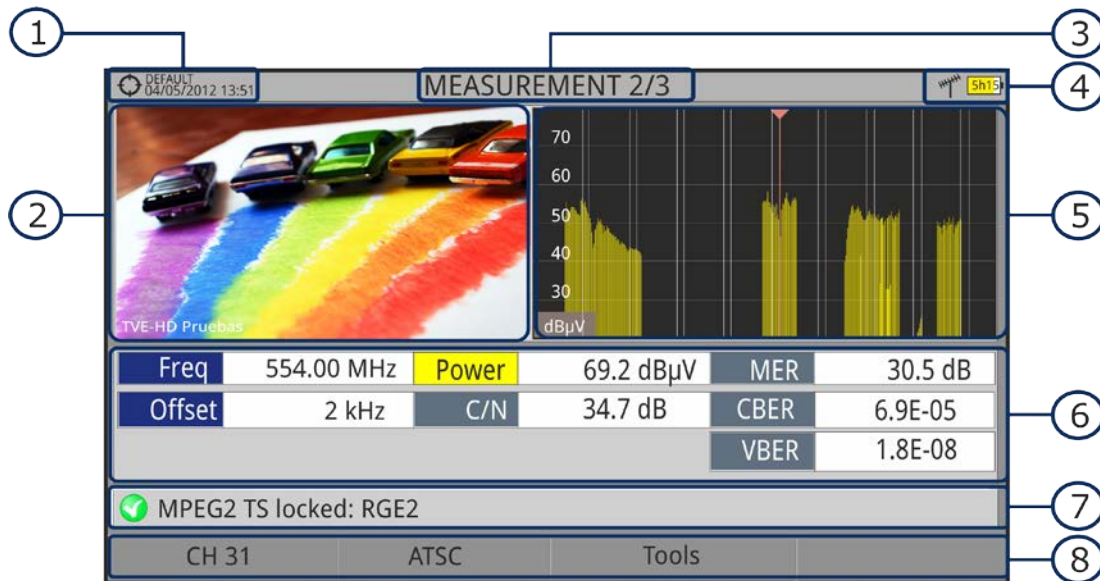 1
3
DEFAULT
04/05/2012 13:51
MEASUREMENT 2/3
5h15
4
2
TVE-HD Pruebas
70
60
50
40
30
dBµV
5
Freq 554.00 MHz Power 69.2 dBµV MER 30.5 dB
Offset 2 kHz C/N 34.7 dB CBER 6.9E-05
VBER 1.8E-08
6
MPEG2 TS locked: RGE2
7
CH 31 ATSC Tools
8